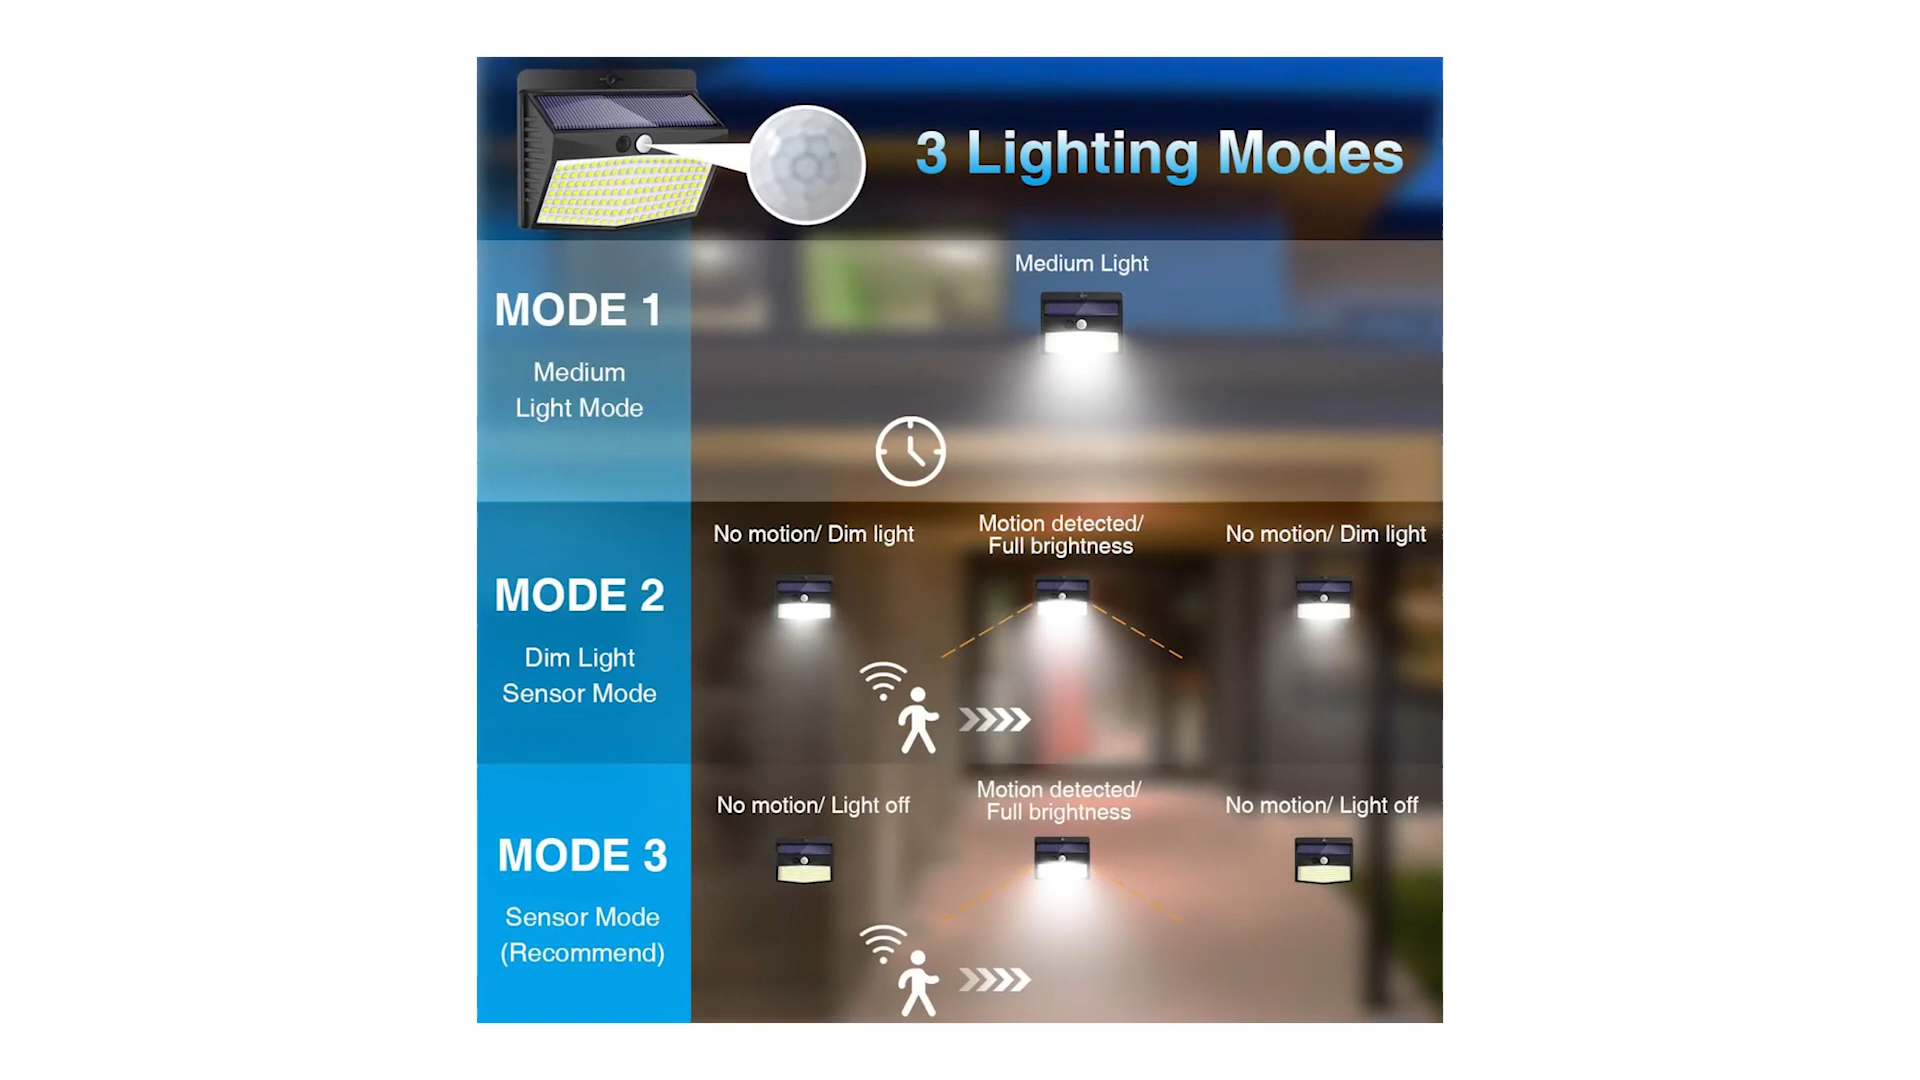 3 Lighting Modes
MODE 1
Medium
Light Mode
Medium Light
MODE 2
Dim Light
Sensor Mode
No motion/ Dim light
Motion detected/
Full brightness
No motion/ Dim light
MODE 3
Sensor Mode
(Recommend)
No motion/ Light off
Motion detected/
Full brightness
No motion/ Light off